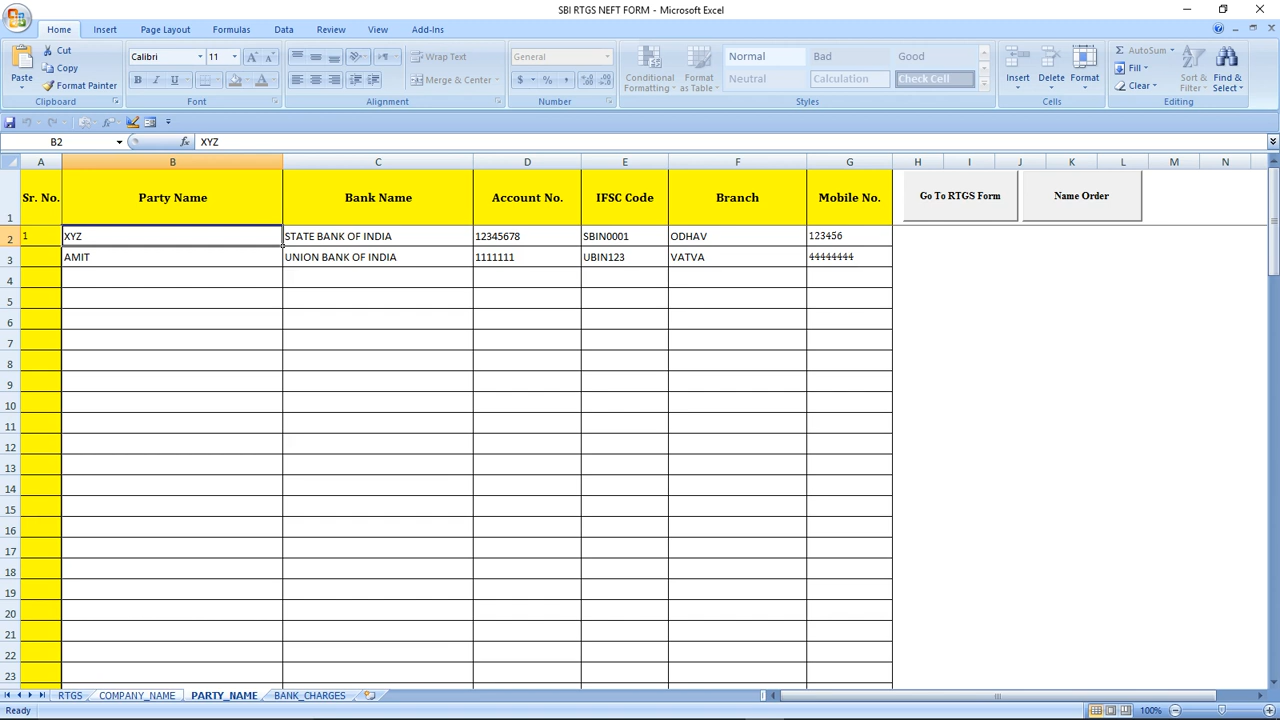 SBI RTGS NEFT FORM - Microsoft Excel
Home Insert Page Layout Formulas Data Review View Add-Ins
Paste
Cut
Copy
Format Painter
Clipboard
Calibri 11
B I U A
Font
Wrap Text
Merge & Center
Alignment
General
$ % ,
Number
Conditional Formatting
Format as Table
Normal Bad Good
Neutral Calculation Check Cell
Styles
Insert Delete Format
Cells
Σ AutoSum
Fill
Clear
Sort & Filter
Find & Select
Editing
B2 fx XYZ
A B C D E F G H I J K L M N
1 Sr. No. Party Name Bank Name Account No. IFSC Code Branch Mobile No. Go To RTGS Form Name Order
2 1 XYZ STATE BANK OF INDIA 12345678 SBIN0001 ODHAV 123456
3 AMIT UNION BANK OF INDIA 1111111 UBIN123 VATVA 44444444
4
5
6
7
8
9
10
11
12
13
14
15
16
17
18
19
20
21
22
23
RTGS COMPANY_NAME PARTY_NAME BANK_CHARGES
Ready 100%